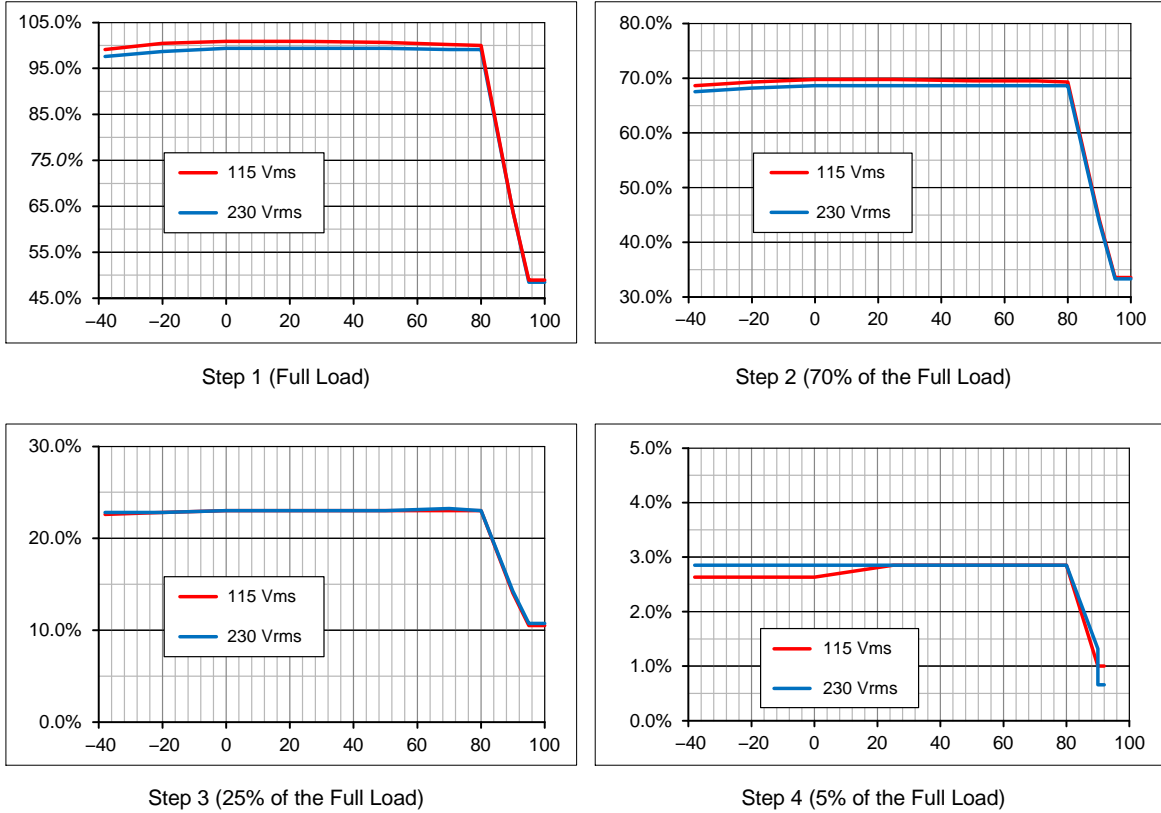 105.0%
95.0%
85.0%
75.0%
65.0%
55.0%
45.0%
−40 −20 0 20 40 60 80 100
115 Vms
230 Vrms
Step 1 (Full Load)
80.0%
70.0%
60.0%
50.0%
40.0%
30.0%
−40 −20 0 20 40 60 80 100
115 Vms
230 Vrms
Step 2 (70% of the Full Load)
30.0%
20.0%
10.0%
0.0%
−40 −20 0 20 40 60 80 100
115 Vms
230 Vrms
Step 3 (25% of the Full Load)
5.0%
4.0%
3.0%
2.0%
1.0%
0.0%
−40 −20 0 20 40 60 80 100
115 Vms
230 Vrms
Step 4 (5% of the Full Load)